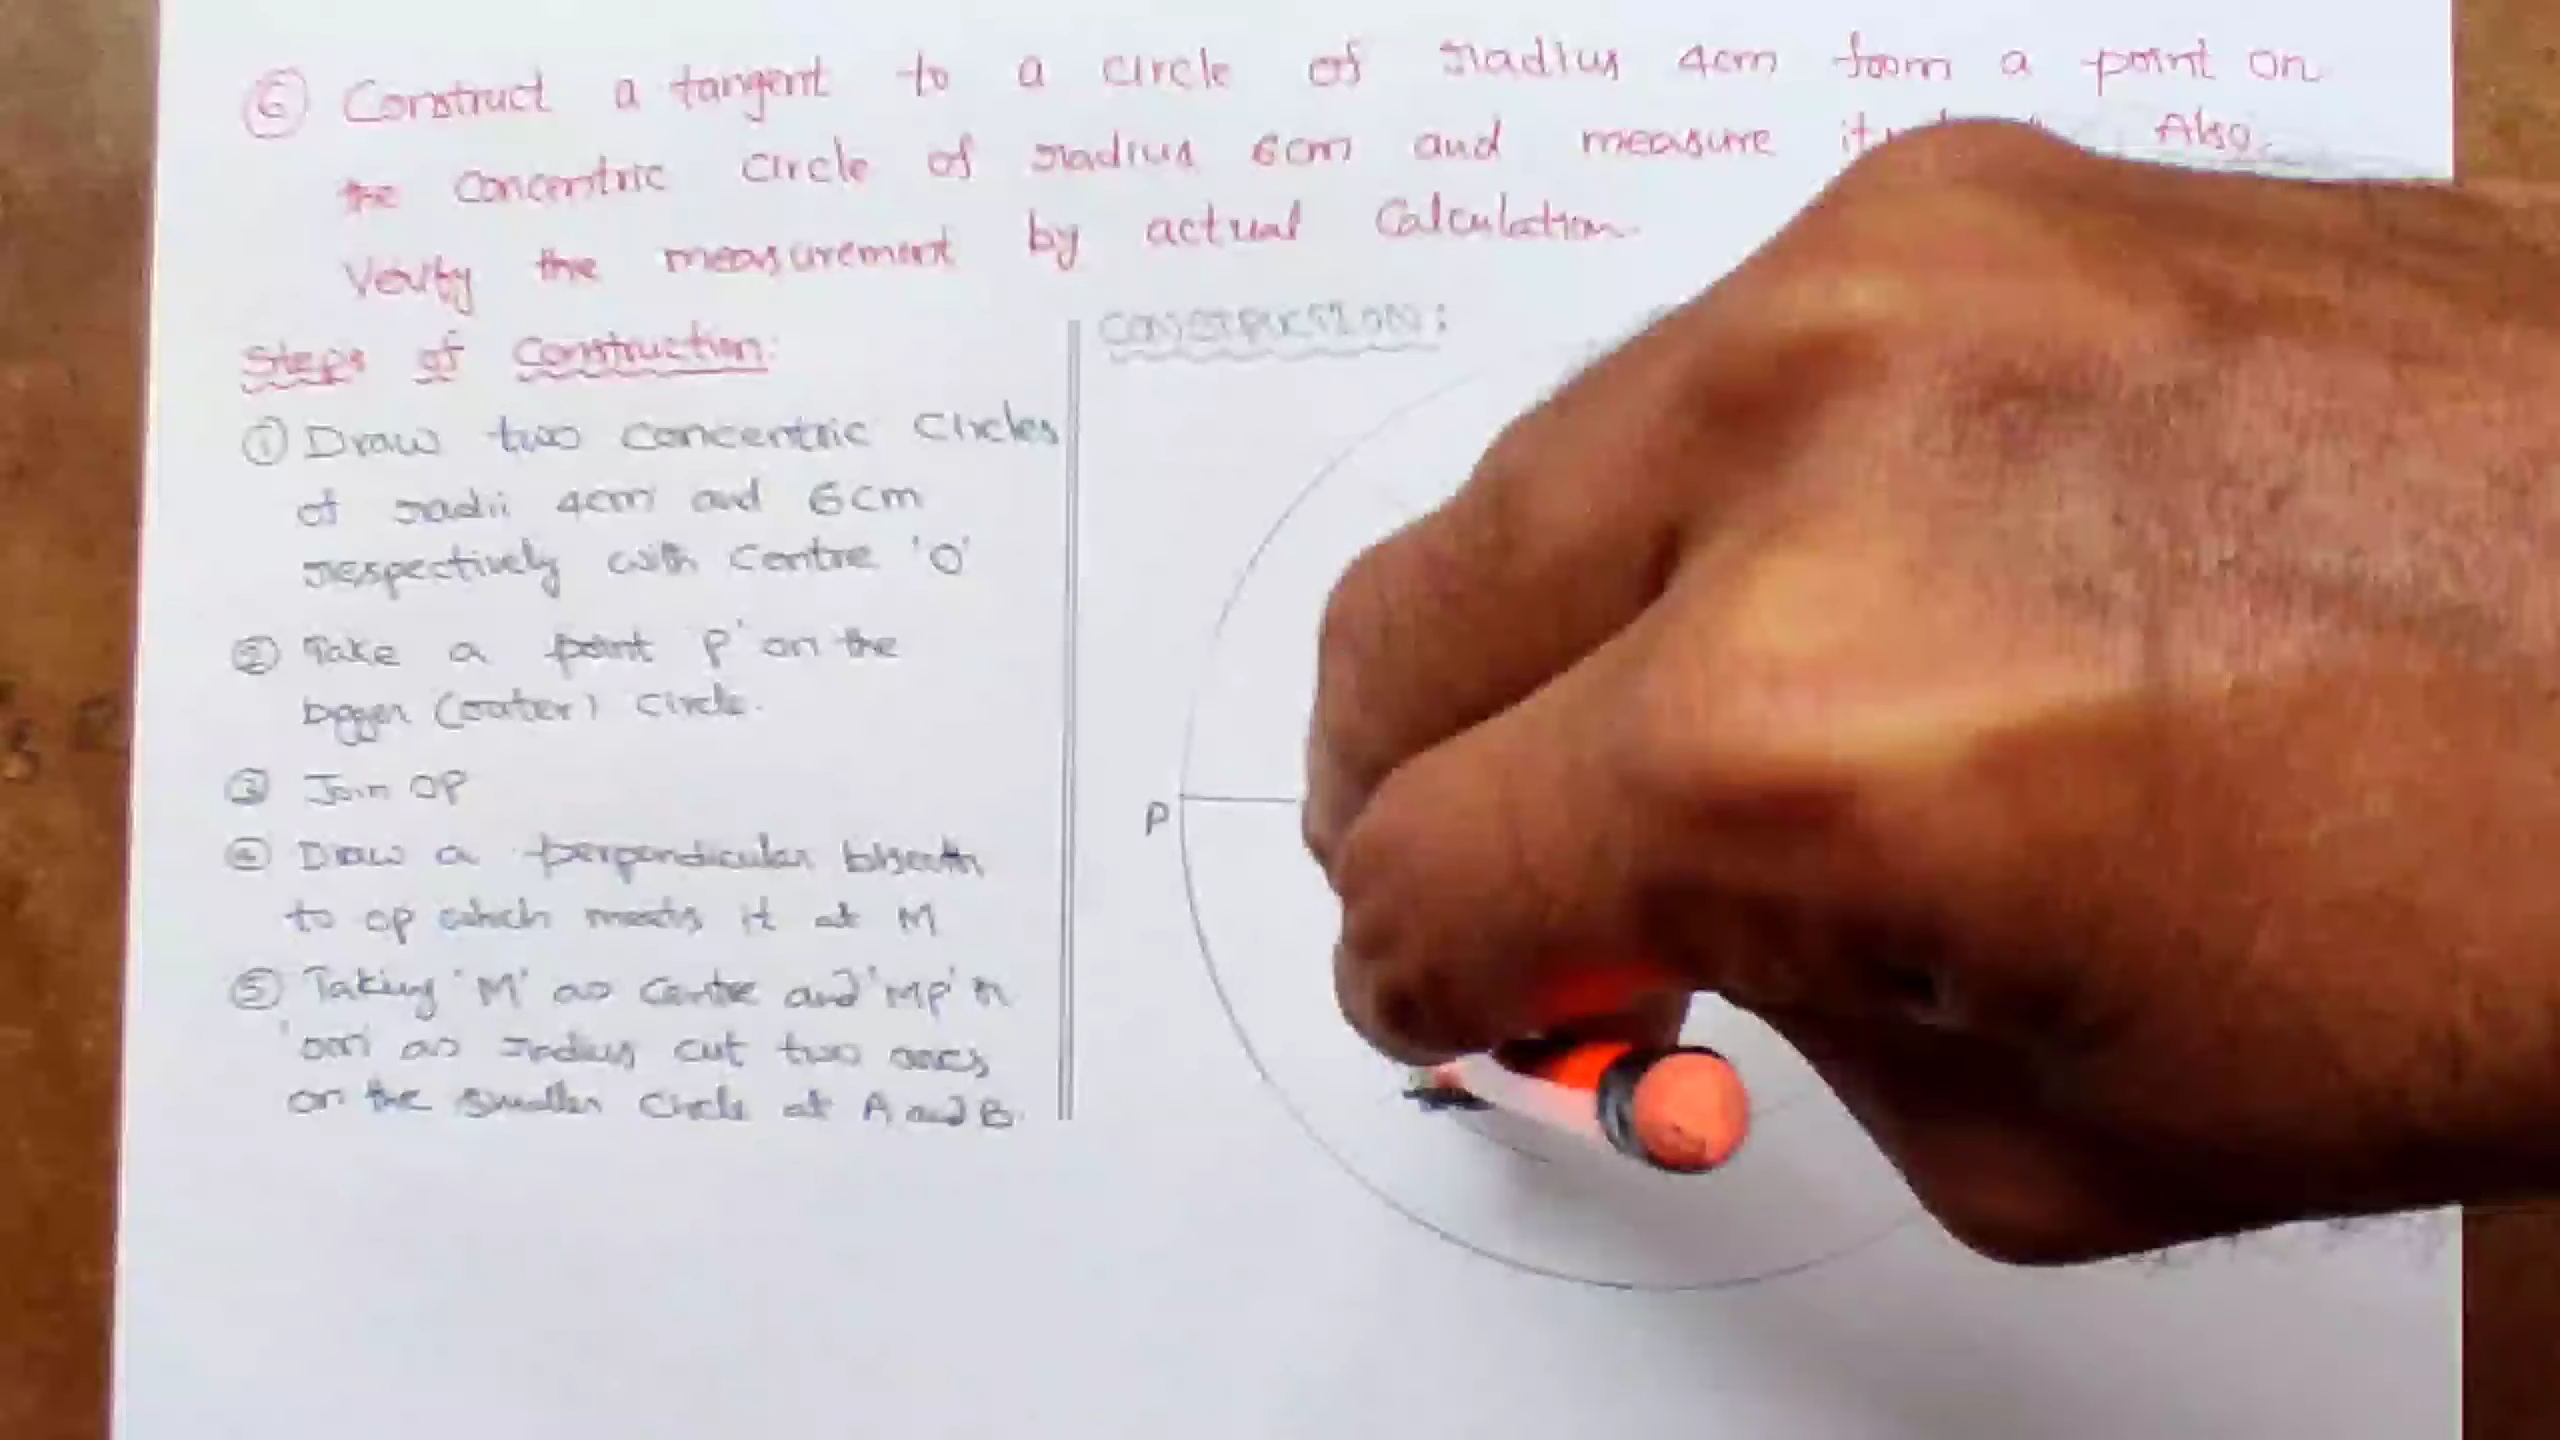 ⑥ Construct a tangent to a circle of radius 4cm from a point on
the concentric circle of radius 6cm and measure Also
Verify the measurement by actual Calculation.
Steps of Construction:
CONSTRUCTION:
① Draw two concentric Circles
of radii 4cm and 6cm
respectively with Centre 'O'
② Take a point 'P' on the
bigger (outer) circle.
③ Join OP
④ Draw a perpendicular
to OP which meets it at M
⑤ Taking 'M' as Centre and 'MP' or
'OM' as radius cut two arcs
on the smaller circle at A and B.
P